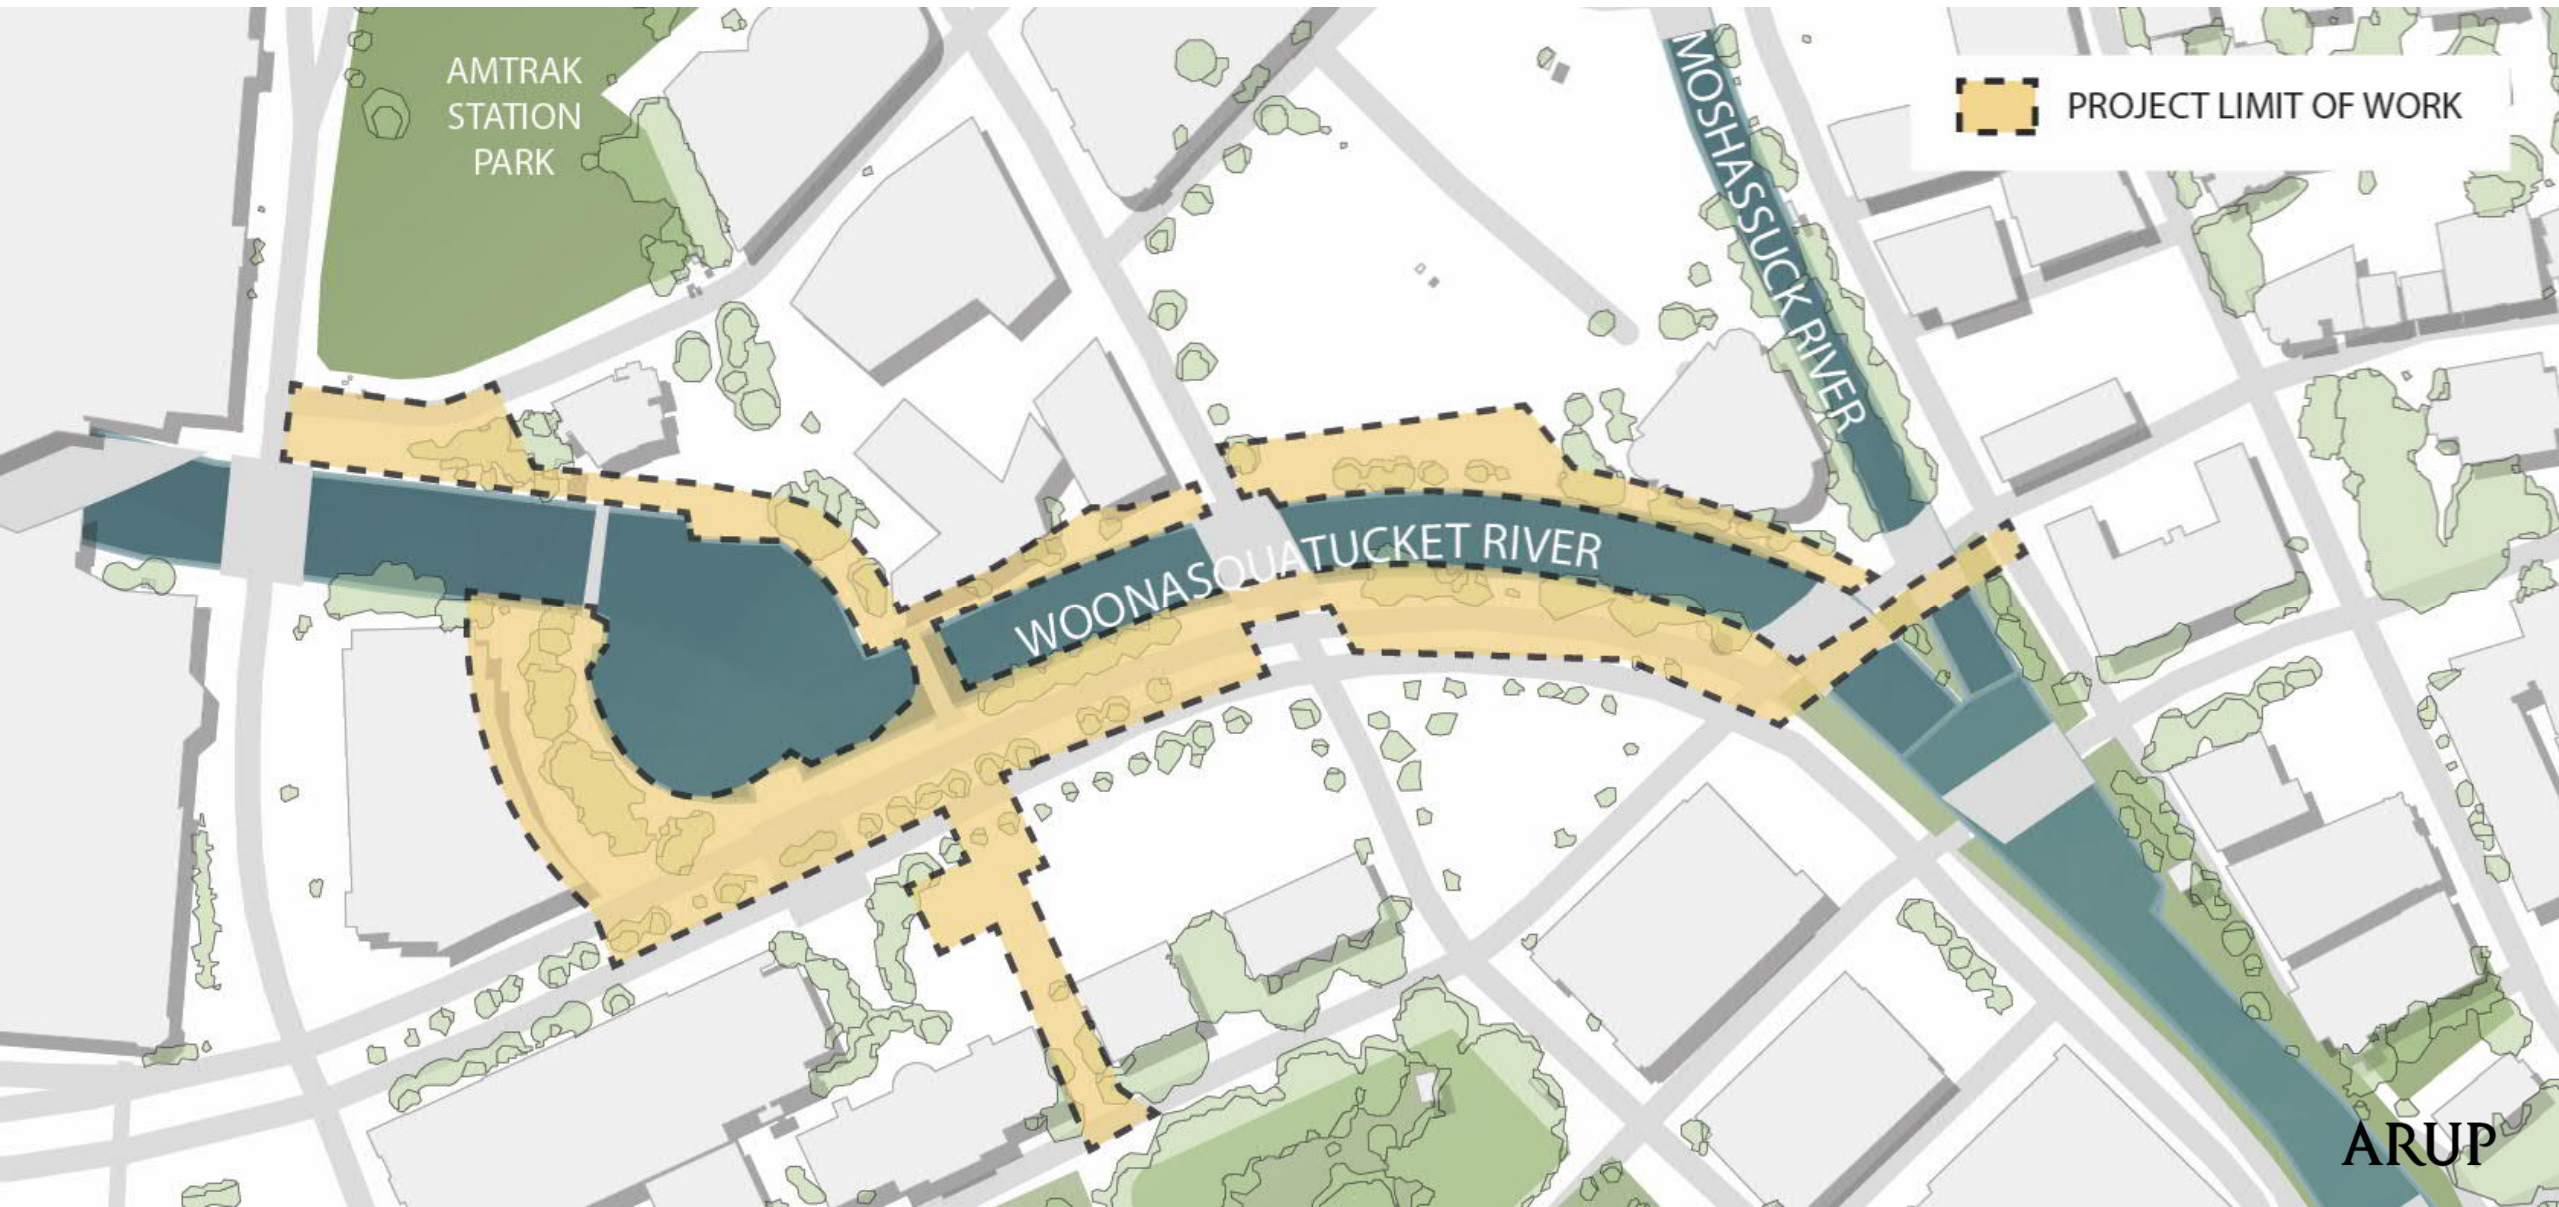 AMTRAK
STATION
PARK
MOSHASSUCK RIVER
PROJECT LIMIT OF WORK
WOONASQUATUCKET RIVER
ARUP